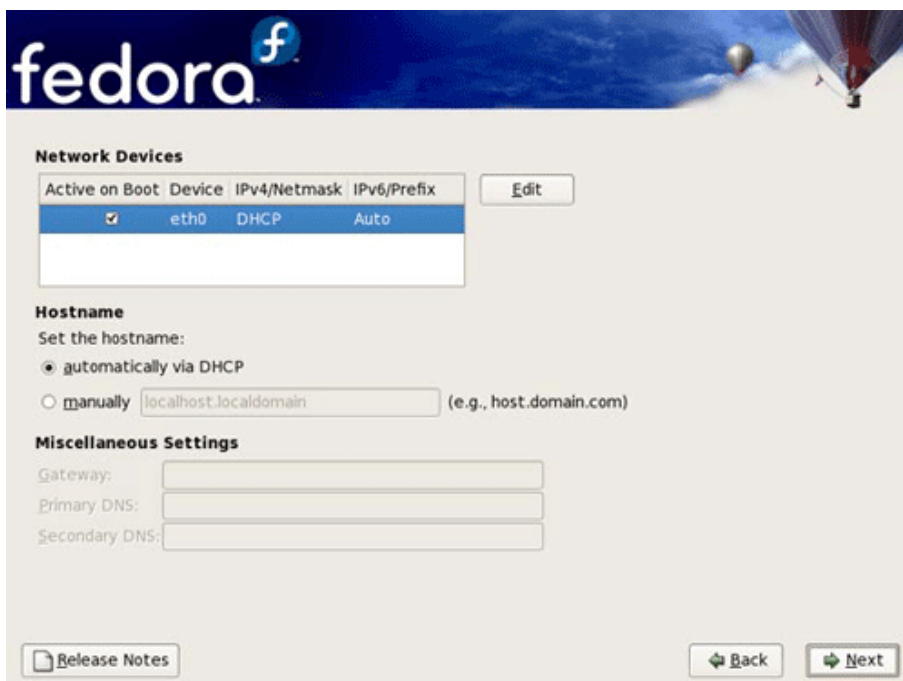 fedora
Network Devices
Active on Boot Device IPv4/Netmask IPv6/Prefix
Edit
eth0 DHCP Auto
Hostname
Set the hostname:
automatically via DHCP
manually localhost.localdomain (e.g., host.domain.com)
Miscellaneous Settings
Gateway:
Primary DNS:
Secondary DNS:
Release Notes Back Next